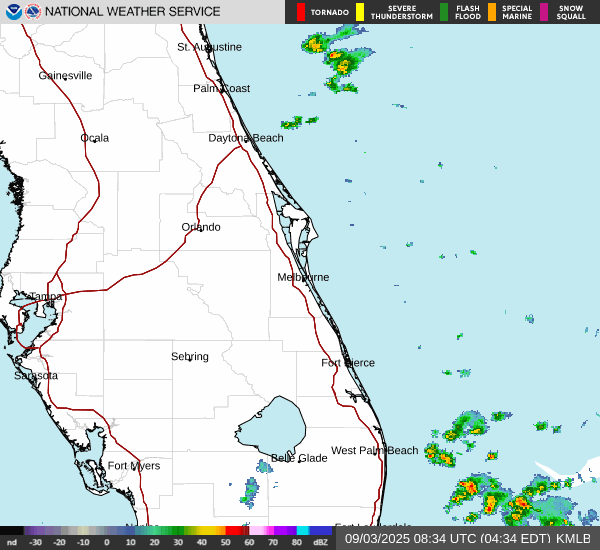 NATIONAL WEATHER SERVICE
TORNADO
SEVERE THUNDERSTORM
FLASH FLOOD
SPECIAL MARINE
SNOW SQUALL
St. Augustine
Gainesville
Palm Coast
Ocala
Daytona Beach
Orlando
Melbourne
Tampa
Sebring
Fort Pierce
Sarasota
West Palm Beach
Belle Glade
Fort Myers
nd -30 -20 -10 0 10 20 30 40 50 60 70 80 dBZ
09/03/2025 08:34 UTC (04:34 EDT) KMLB